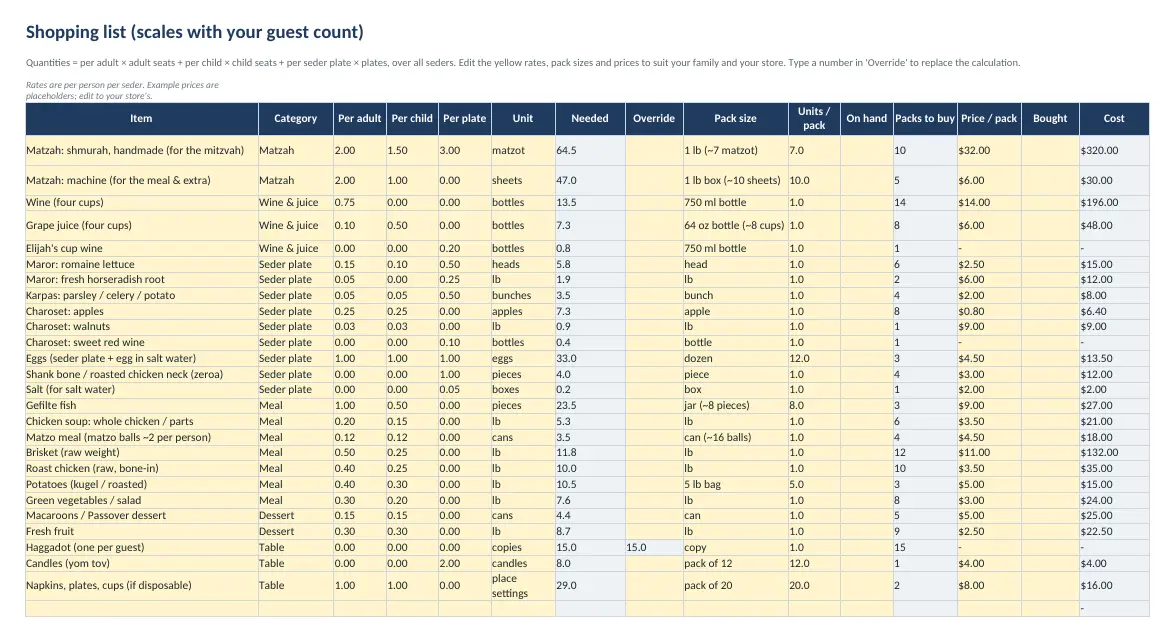 Shopping list (scales with your guest count)
Quantities = per adult × adult seats + per child × child seats + per seder plate × plates, over all seders. Edit the yellow rates, pack sizes and prices to suit your family and your store. Type a number in 'Override' to replace the calculation.
Rates are per person per seder. Example prices are
placeholders; edit to your store's.
Item Category Per adult Per child Per plate Unit Needed Override Pack size Units / pack On hand Packs to buy Price / pack Bought Cost
Matzah: shmurah, handmade (for the mitzvah) Matzah 2.00 1.50 3.00 matzot 64.5 1 lb (~7 matzot) 7.0 10 $32.00 $320.00
Matzah: machine (for the meal & extra) Matzah 2.00 1.00 0.00 sheets 47.0 1 lb box (~10 sheets) 10.0 5 $6.00 $30.00
Wine (four cups) Wine & juice 0.75 0.00 0.00 bottles 13.5 750 ml bottle 1.0 14 $14.00 $196.00
Grape juice (four cups) Wine & juice 0.10 0.50 0.00 bottles 7.3 64 oz bottle (~8 cups) 1.0 8 $6.00 $48.00
Elijah's cup wine Wine & juice 0.00 0.00 0.20 bottles 0.8 750 ml bottle 1.0 1 - -
Maror: romaine lettuce Seder plate 0.15 0.10 0.50 heads 5.8 head 1.0 6 $2.50 $15.00
Maror: fresh horseradish root Seder plate 0.05 0.00 0.25 lb 1.9 lb 1.0 2 $6.00 $12.00
Karpas: parsley / celery / potato Seder plate 0.05 0.05 0.50 bunches 3.5 bunch 1.0 4 $2.00 $8.00
Charoset: apples Seder plate 0.25 0.25 0.00 apples 7.3 apple 1.0 8 $0.80 $6.40
Charoset: walnuts Seder plate 0.03 0.03 0.00 lb 0.9 lb 1.0 1 $9.00 $9.00
Charoset: sweet red wine Seder plate 0.00 0.00 0.10 bottles 0.4 bottle 1.0 1 - -
Eggs (seder plate + egg in salt water) Seder plate 1.00 1.00 1.00 eggs 33.0 dozen 12.0 3 $4.50 $13.50
Shank bone / roasted chicken neck (zeroa) Seder plate 0.00 0.00 1.00 pieces 4.0 piece 1.0 4 $3.00 $12.00
Salt (for salt water) Seder plate 0.00 0.00 0.05 boxes 0.2 box 1.0 1 $2.00 $2.00
Gefilte fish Meal 1.00 0.50 0.00 pieces 23.5 jar (~8 pieces) 8.0 3 $9.00 $27.00
Chicken soup: whole chicken / parts Meal 0.20 0.15 0.00 lb 5.3 lb 1.0 6 $3.50 $21.00
Matzo meal (matzo balls ~2 per person) Meal 0.12 0.12 0.00 cans 3.5 can (~16 balls) 1.0 4 $4.50 $18.00
Brisket (raw weight) Meal 0.50 0.25 0.00 lb 11.8 lb 1.0 12 $11.00 $132.00
Roast chicken (raw, bone-in) Meal 0.40 0.25 0.00 lb 10.0 lb 1.0 10 $3.50 $35.00
Potatoes (kugel / roasted) Meal 0.40 0.30 0.00 lb 10.5 5 lb bag 5.0 3 $5.00 $15.00
Green vegetables / salad Meal 0.30 0.20 0.00 lb 7.6 lb 1.0 8 $3.00 $24.00
Macaroons / Passover dessert Dessert 0.15 0.15 0.00 cans 4.4 can 1.0 5 $5.00 $25.00
Fresh fruit Dessert 0.30 0.30 0.00 lb 8.7 lb 1.0 9 $2.50 $22.50
Haggadot (one per guest) Table 0.00 0.00 0.00 copies 15.0 15.0 copy 1.0 15 - -
Candles (yom tov) Table 0.00 0.00 2.00 candles 8.0 pack of 12 12.0 1 $4.00 $4.00
Napkins, plates, cups (if disposable) Table 1.00 1.00 0.00 place settings 29.0 pack of 20 20.0 2 $8.00 $16.00
-